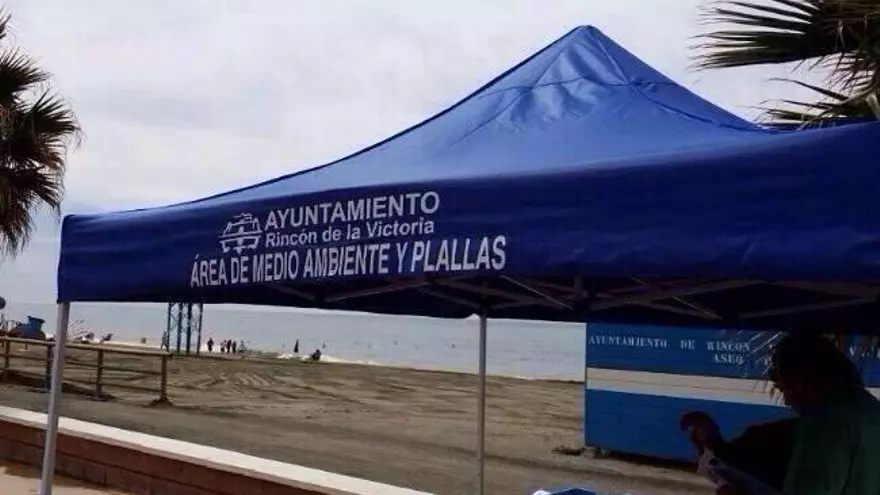 AYUNTAMIENTO
Rincón de la Victoria
ÁREA DE MEDIO AMBIENTE Y PLALLAS
AYUNTAMIENTO DE RINCON
ASEO